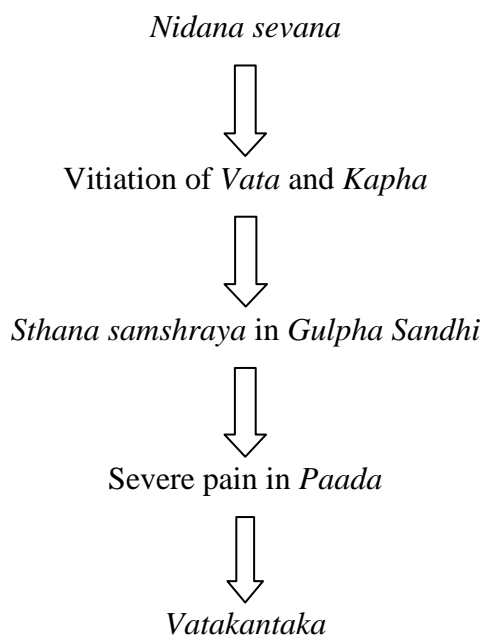 Nidana sevana
Vitiation of Vata and Kapha
Sthana samshraya in Gulpha Sandhi
Severe pain in Paada
Vatakantaka